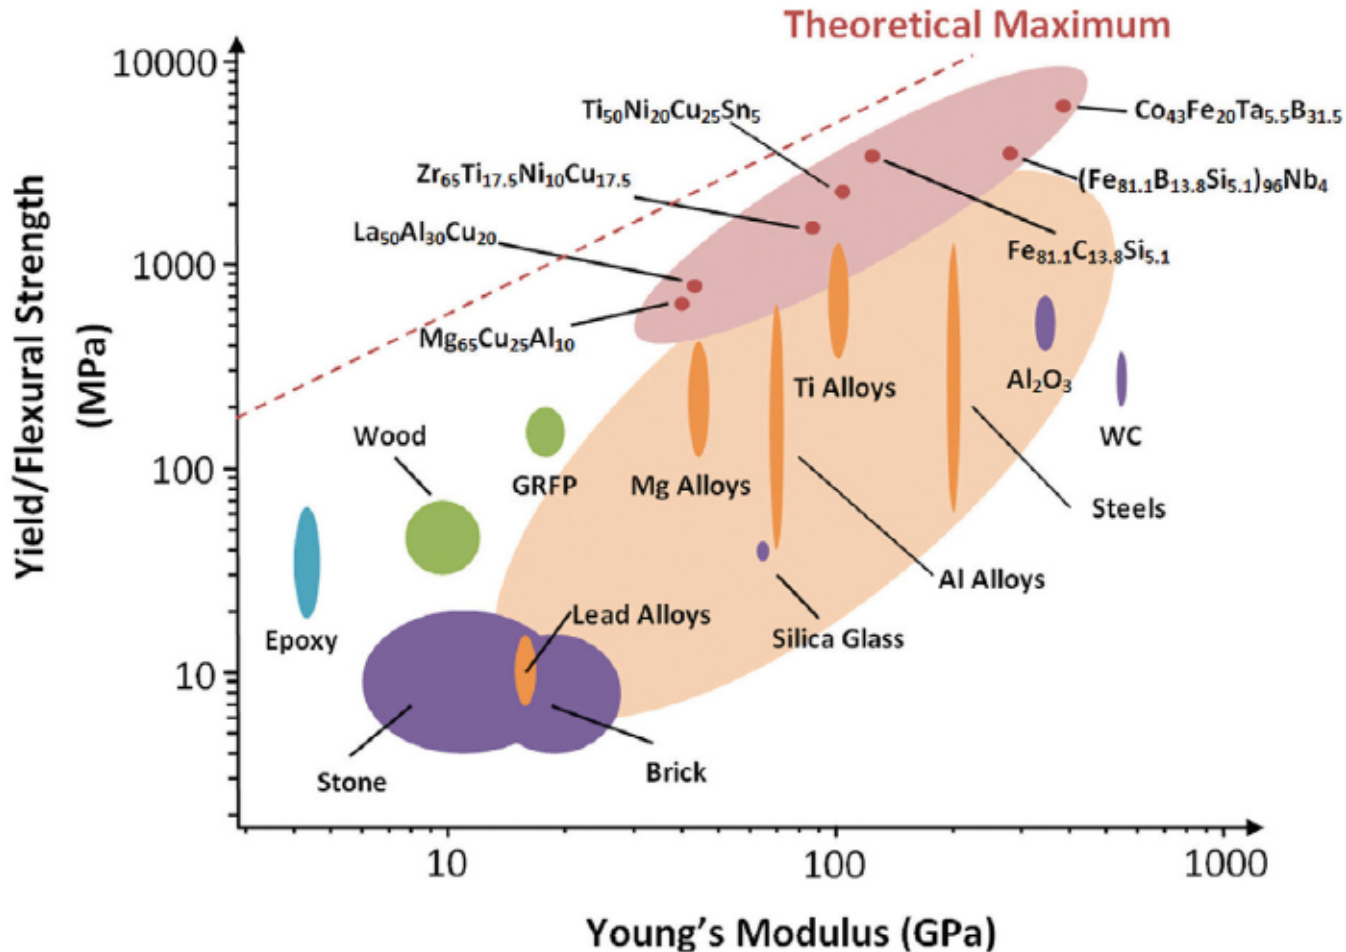 Theoretical Maximum
10000
Ti₅₀Ni₂₀Cu₂₅Sn₅
Co₄₃Fe₂₀Ta₅.₅B₃₁.₅
Zr₆₅Ti₁₇.₅Ni₁₀Cu₁₇.₅
(Fe₈₁.₁B₁₃.₈Si₅.₁)₉₆Nb₄
La₅₀Al₃₀Cu₂₀
Fe₈₁.₁C₁₃.₈Si₅.₁
1000
Mg₆₅Cu₂₅Al₁₀
Ti Alloys
Al₂O₃
WC
Wood
GRFP
Mg Alloys
100
Steels
Al Alloys
Lead Alloys
Silica Glass
Epoxy
10
Stone
Brick
Yield/Flexural Strength
(MPa)
10
100
1000
Young's Modulus (GPa)